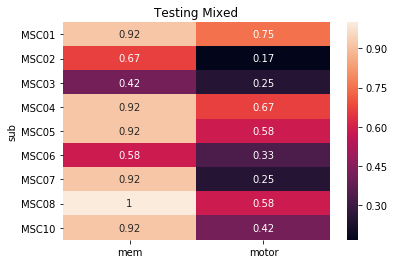 Testing Mixed
sub
MSC01 0.92 0.75
MSC02 0.67 0.17
MSC03 0.42 0.25
MSC04 0.92 0.67
MSC05 0.92 0.58
MSC06 0.58 0.33
MSC07 0.92 0.25
MSC08 1 0.58
MSC10 0.92 0.42
mem motor
0.90
0.75
0.60
0.45
0.30